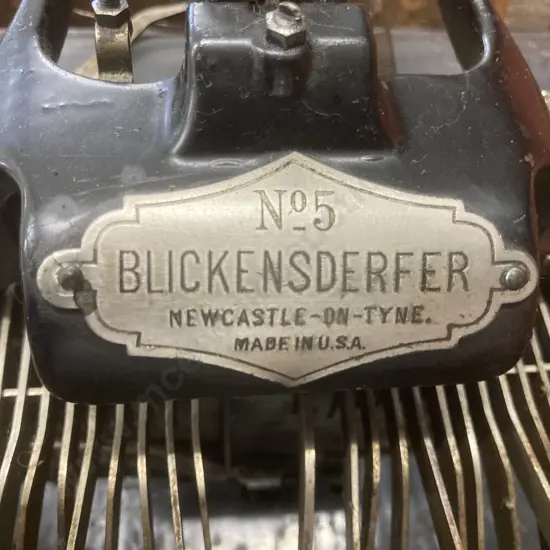 Nº5
BLICKENSDERFER
NEWCASTLE-ON-TYNE.
MADE IN U.S.A.